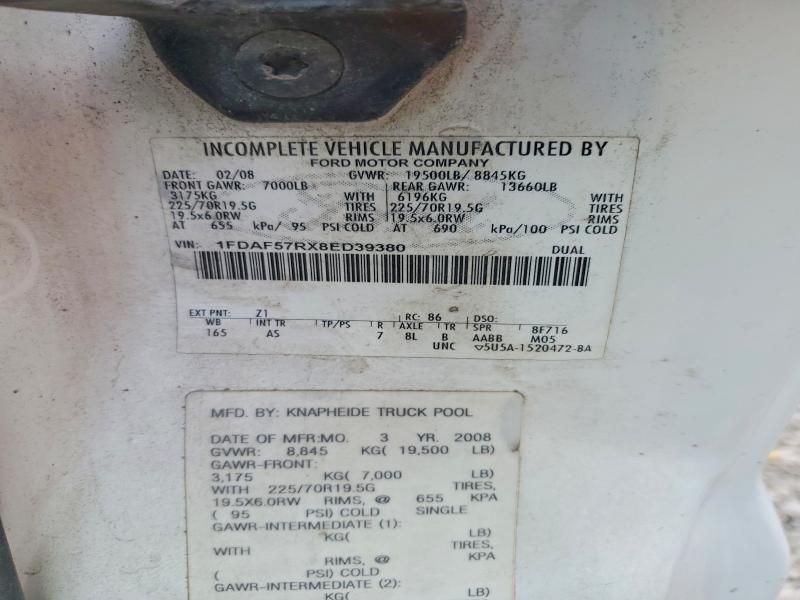 INCOMPLETE VEHICLE MANUFACTURED BY
FORD MOTOR COMPANY
DATE: 02/08 GVWR: 19500LB/ 8845KG
FRONT GAWR: 7000LB REAR GAWR: 13660LB
3175KG WITH 6196KG WITH
225/70R19.5G TIRES 225/70R19.5G TIRES
19.5x6.0RW RIMS 19.5x6.0RW RIMS
AT 655 kPa/ 95 PSI COLD AT 690 kPa/100 PSI COLD
VIN: 1FDAF57RX8ED39380 DUAL
EXT PNT: Z1 RC: 86 DSO:
WB INT TR TP/PS R AXLE TR SPR 8F716
165 AS 7 8L B AABB M05
UNC ▽5U5A-1520472-BA
MFD. BY: KNAPHEIDE TRUCK POOL
DATE OF MFR:MO. 3 YR. 2008
GVWR: 8,845 KG( 19,500 LB)
GAWR-FRONT:
3,175 KG( 7,000 LB)
WITH 225/70R19.5G TIRES,
19.5X6.0RW RIMS, @ 655 KPA
( 95 PSI) COLD SINGLE
GAWR-INTERMEDIATE (1):
KG( LB)
WITH TIRES,
RIMS, @ KPA
( PSI) COLD
GAWR-INTERMEDIATE (2):
KG( LB)